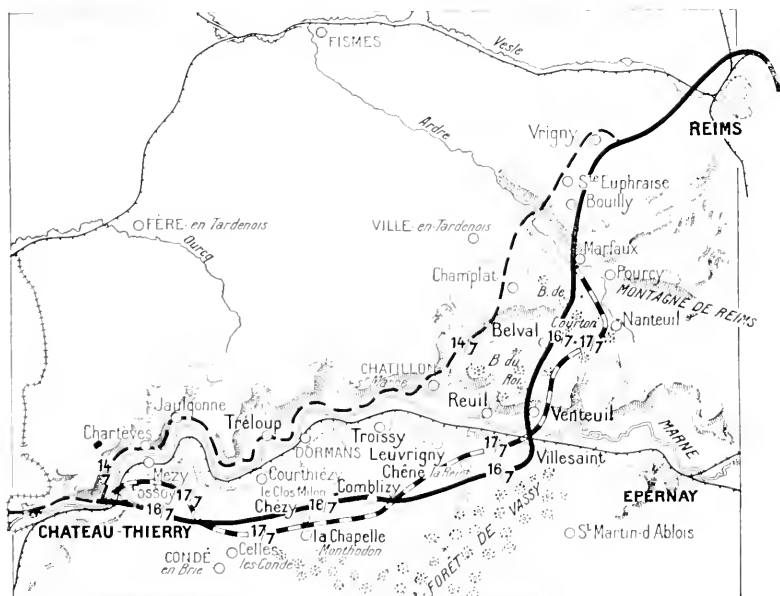 FISMES
Vesle
Ardre
Vrigny
REIMS
Ste Euphraise
Bouilly
FÈRE-en-Tardenois
Ourcq
VILLE-en-Tardenois
Marfaux
Pourcy
MONTAGNE DE REIMS
Champlat
B. de
Courton
Nanteuil
Belval
16/7
17/7
14/7
B. du
Roi
CHATILLON
Marne
Jaulgonne
Reuil
Venteuil
Chartèves
Tréloup
DORMANS
Troissy
MARNE
Leuvrigny
17/7
Villesaint
14/7
Mezy
Fossoy
17/7
Courthiézy
le Clos Milon
Chêne
la Reine
16/7
EPERNAY
Comblizy
16/7
Chézy
16/7
CHATEAU-THIERRY
17/7
la Chapelle
Monthodon
FORÊT DE VASSY
St Martin-d'Ablois
CONDÉ
en Brie
Celles
les-Condé